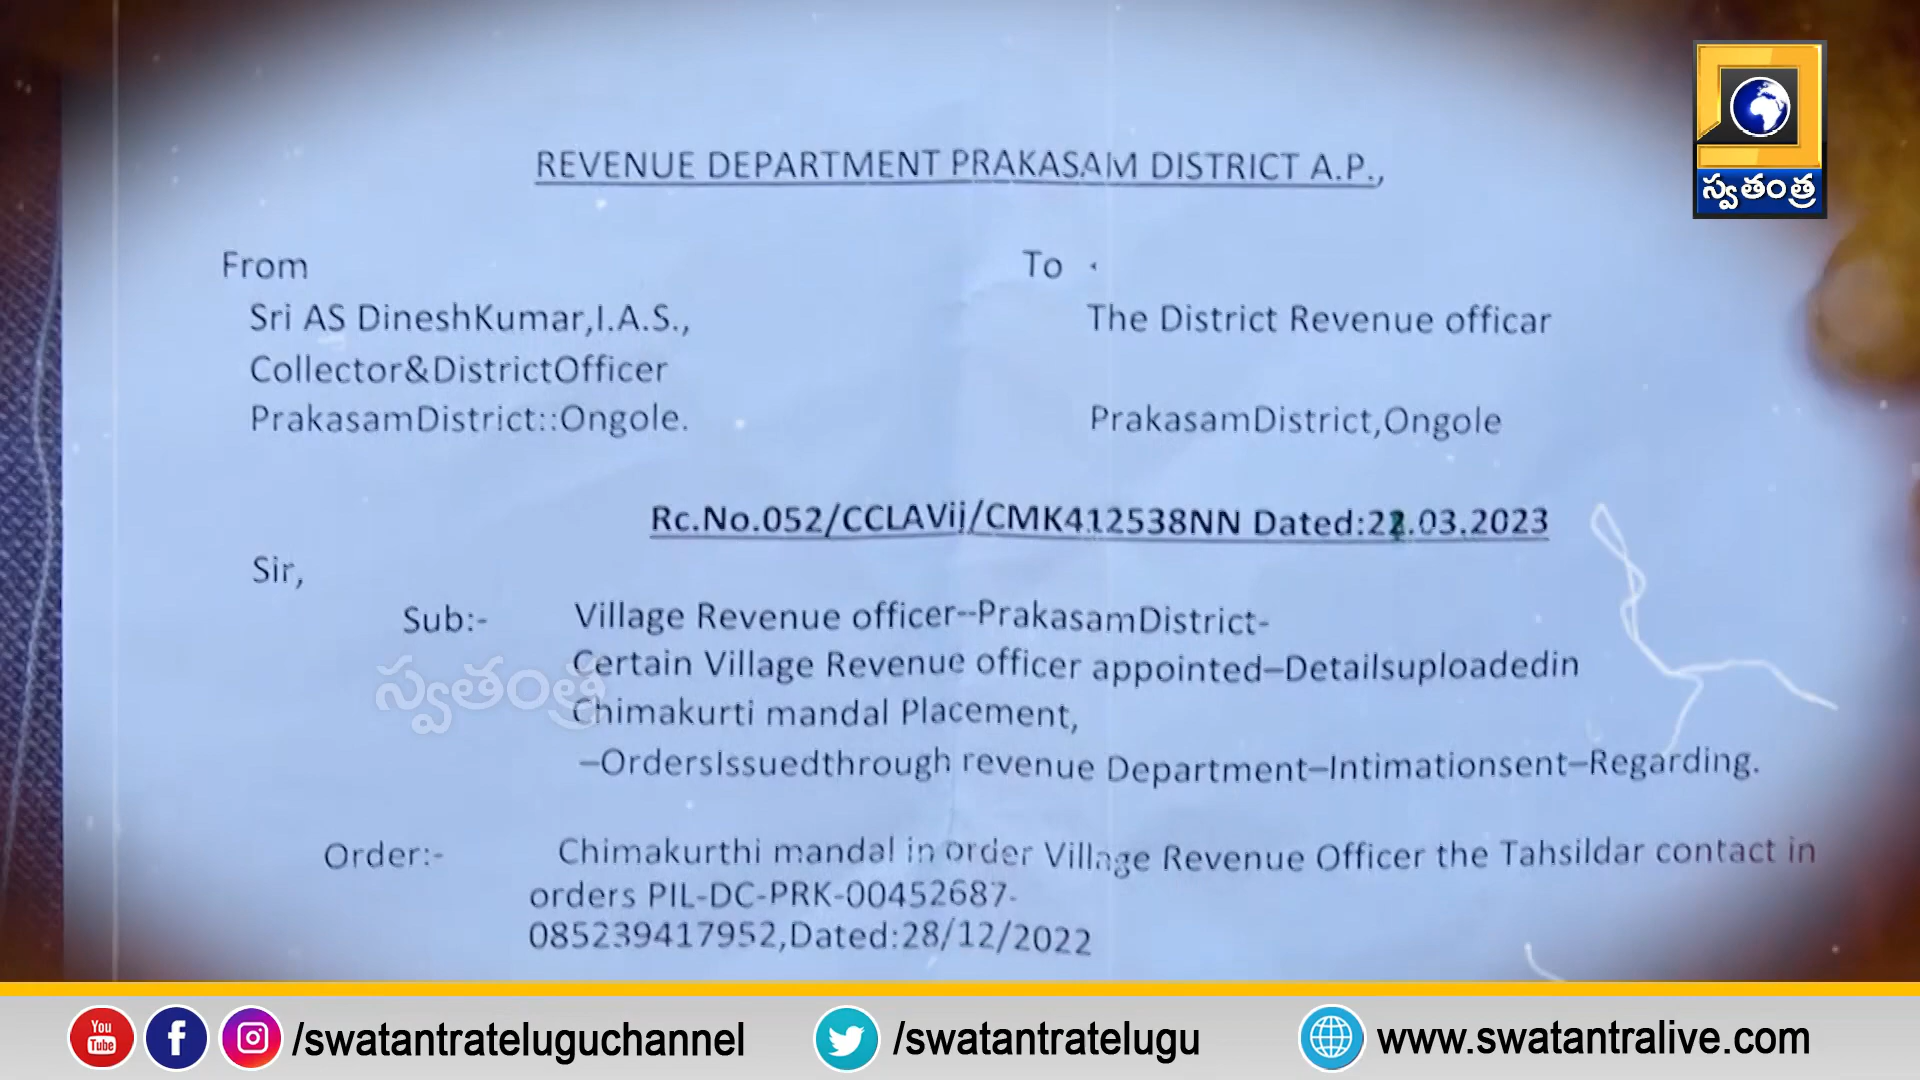 స్వతంత్ర
REVENUE DEPARTMENT PRAKASAM DISTRICT A.P.,
From
To
Sri AS DineshKumar,I.A.S.,
The District Revenue officar
Collector&DistrictOfficer
PrakasamDistrict::Ongole.
PrakasamDistrict,Ongole
Rc.No.052/CCLAVij/CMK412538NN Dated:22.03.2023
Sir,
Sub:- Village Revenue officer--PrakasamDistrict-
Certain Village Revenue officer appointed–Detailsuploadedin
స్వతంత్ర
Chimakurti mandal Placement,
–OrdersIssuedthrough revenue Department–Intimationsent–Regarding.
Order:- Chimakurthi mandal in order Village Revenue Officer the Tahsildar contact in
orders PIL-DC-PRK-00452687-
085239417952,Dated:28/12/2022
You Tube /swatantrateluguchannel /swatantratelugu www.swatantralive.com